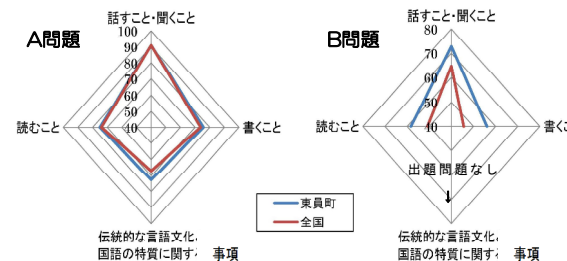 A問題
話すこと・聞くこと
100
90
80
70
60
50
40
読むこと
書くこと
伝統的な言語文化
国語の特質に関する 事項
B問題
話すこと・聞くこと
80
70
60
50
40
読むこと
書く
出題問題なし
伝統的な言語文化
国語の特質に関する 事項
東員町
全国